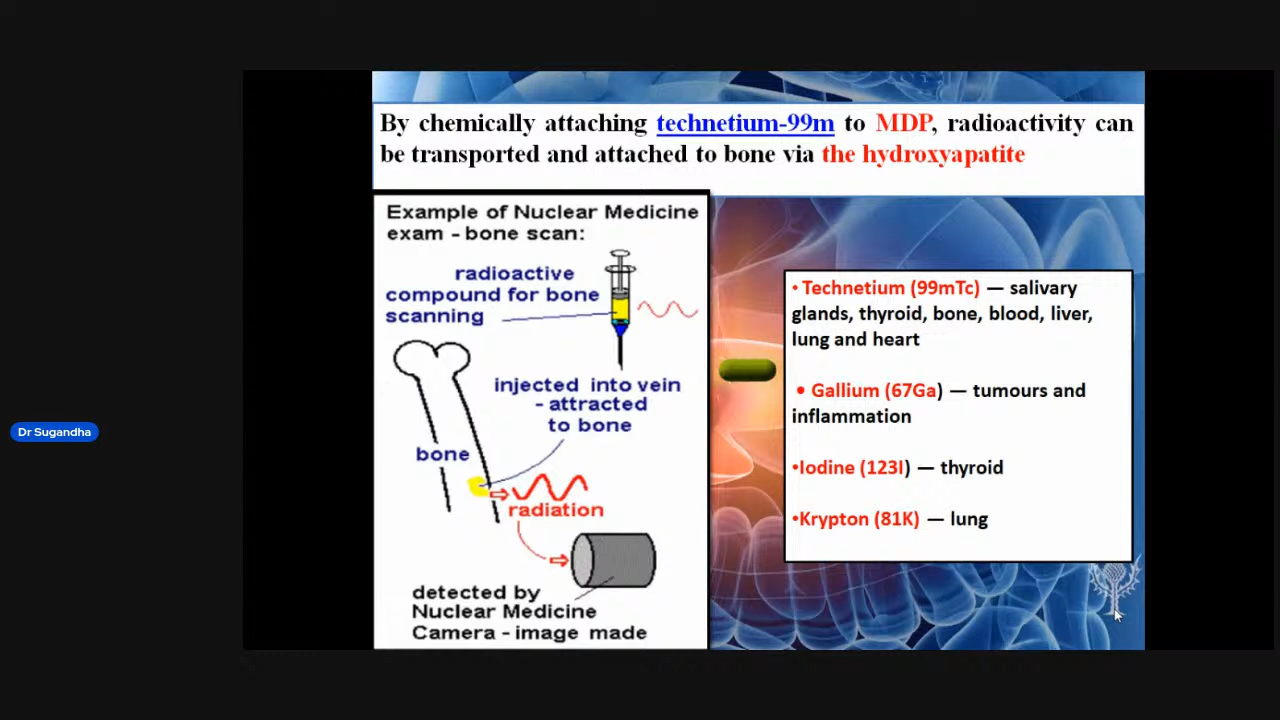 By chemically attaching technetium-99m to MDP, radioactivity can
be transported and attached to bone via the hydroxyapatite
Example of Nuclear Medicine
exam - bone scan:
radioactive
compound for bone
scanning
injected into vein
- attracted
to bone
bone
radiation
detected by
Nuclear Medicine
Camera - image made
• Technetium (99mTc) — salivary
glands, thyroid, bone, blood, liver,
lung and heart
• Gallium (67Ga) — tumours and
inflammation
•Iodine (123I) — thyroid
•Krypton (81K) — lung
Dr Sugandha